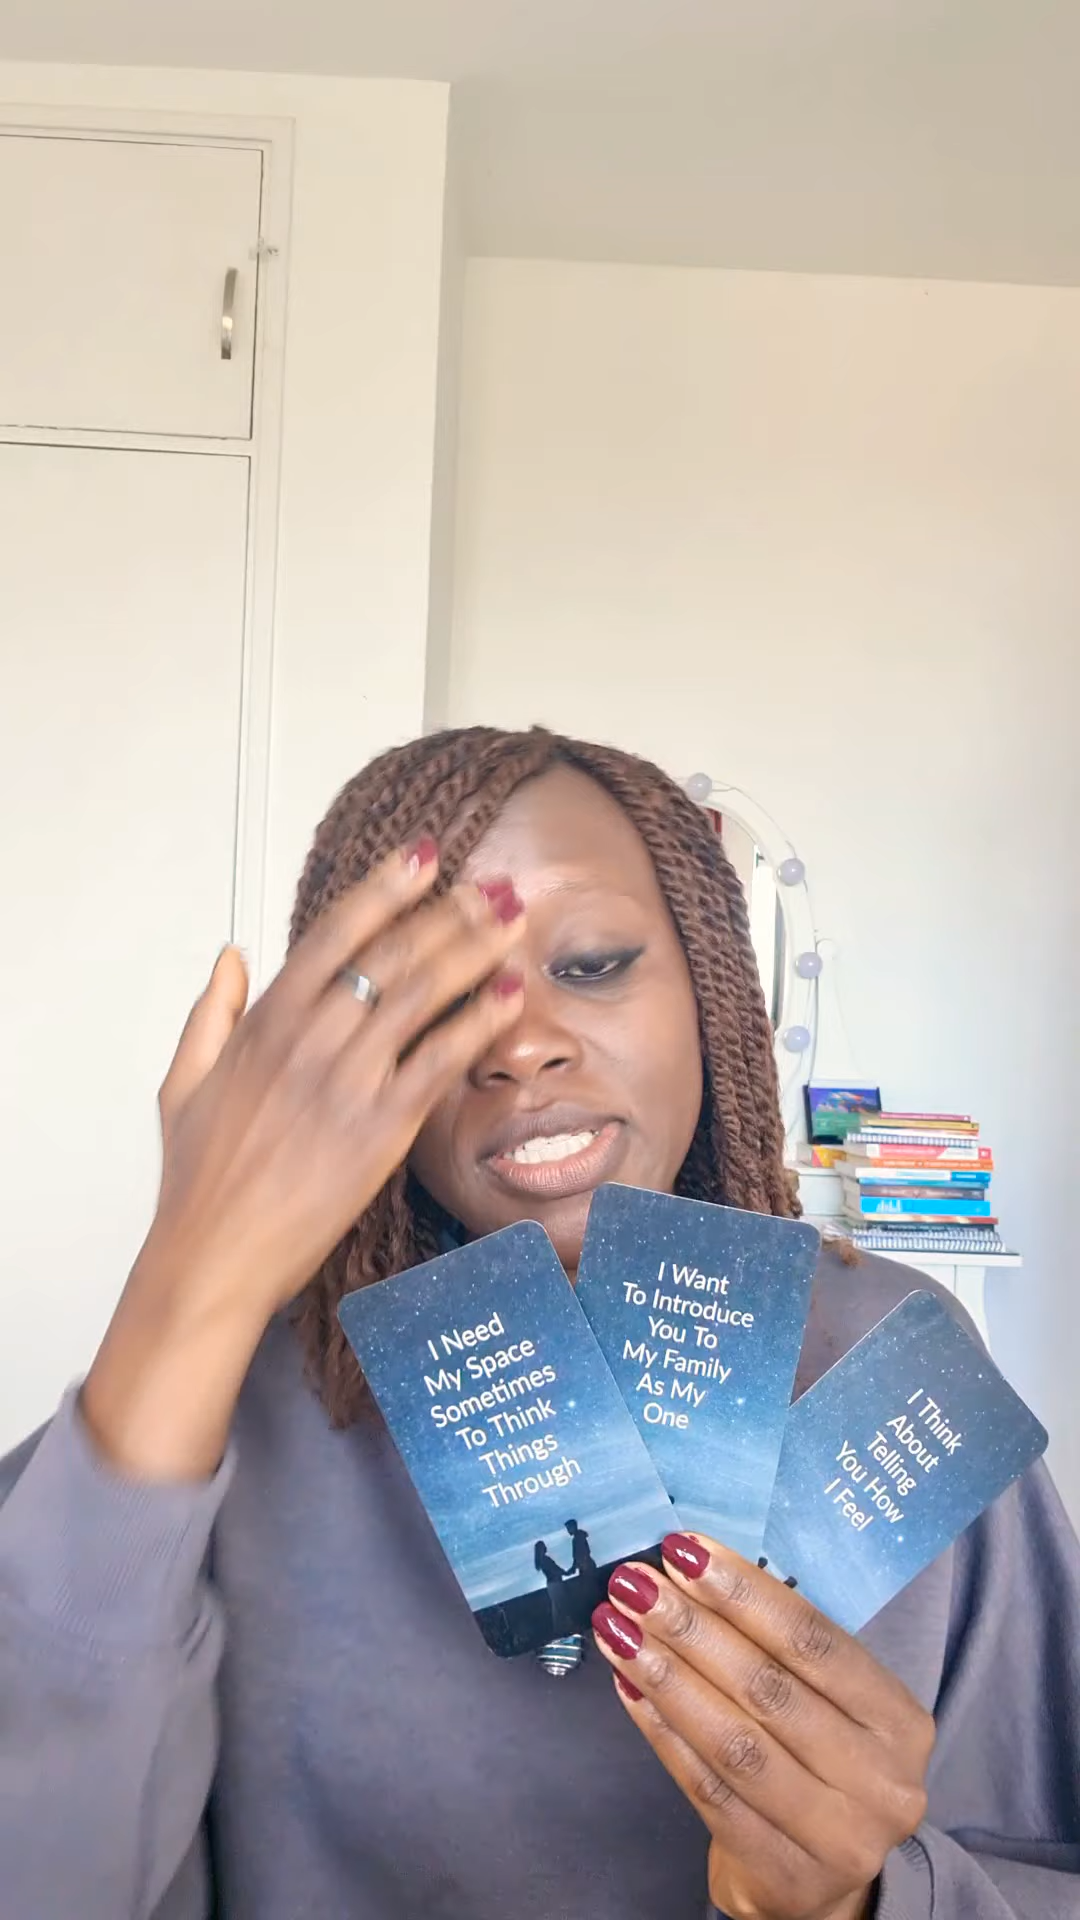 I Need
My Space
Sometimes
To Think
Things
Through
I Want
To Introduce
You To
My Family
As My
One
I Think
About
Telling
You How
I Feel